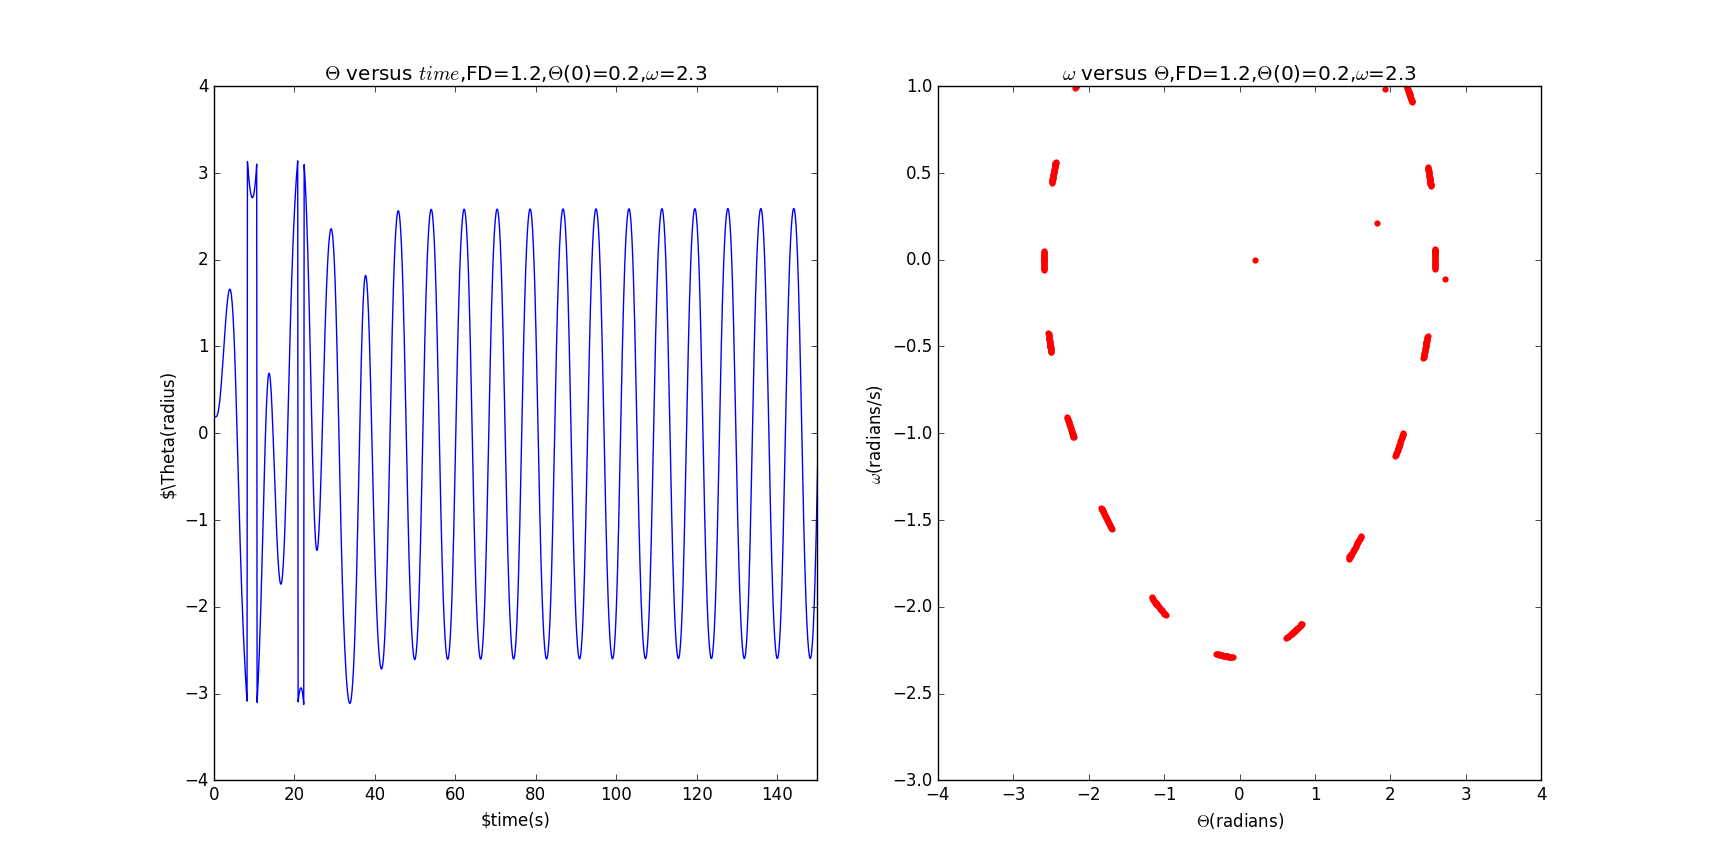 Θ versus time,FD=1.2,Θ(0)=0.2,ω=2.3
4
3
2
1
0
−1
−2
−3
−4
$\Theta(radius)
0 20 40 60 80 100 120 140
$time(s)
ω versus Θ,FD=1.2,Θ(0)=0.2,ω=2.3
1.0
0.5
0.0
−0.5
−1.0
−1.5
−2.0
−2.5
−3.0
ω(radians/s)
−4 −3 −2 −1 0 1 2 3 4
Θ(radians)